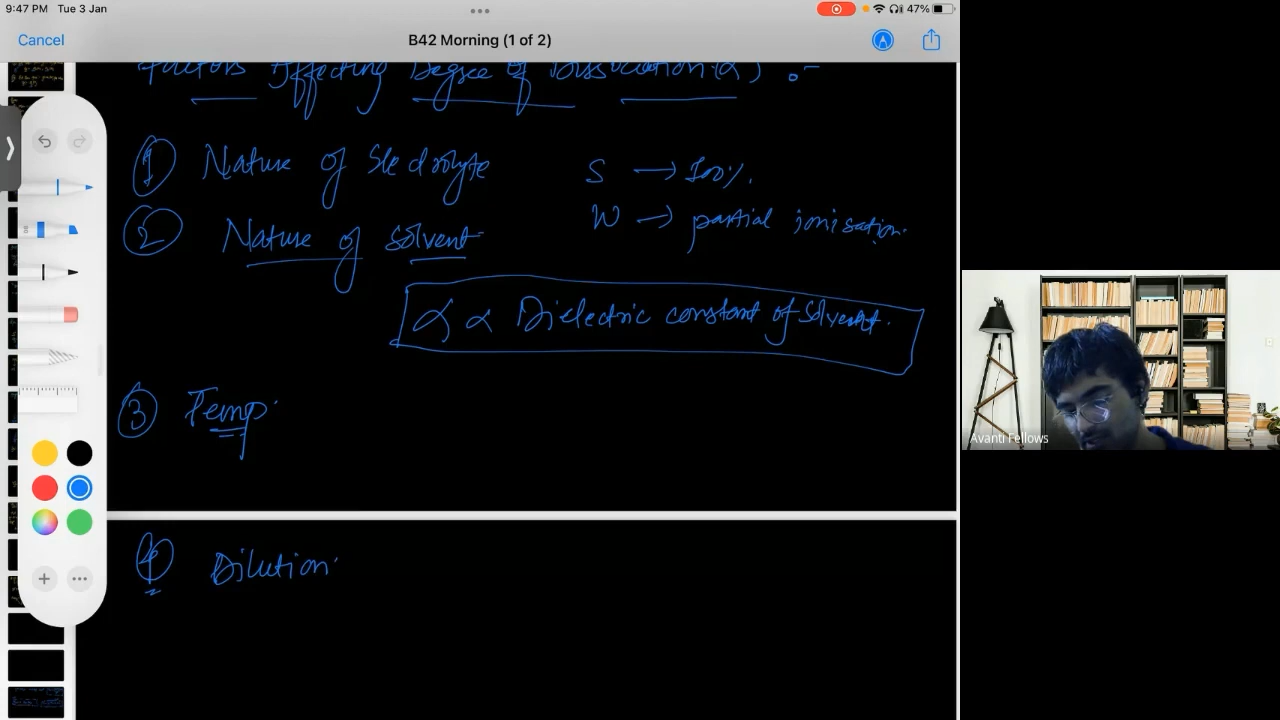 9:47 PM Tue 3 Jan
47%
Cancel
B42 Morning (1 of 2)
Factors Affecting Degree of Dissociation (α) :-
① Nature of Electrolyte
S → 100%.
W → partial ionisation.
② Nature of solvent
α ∝ Dielectric constant of solvent.
③ Temp.
④ Dilution.
Avanti Fellows